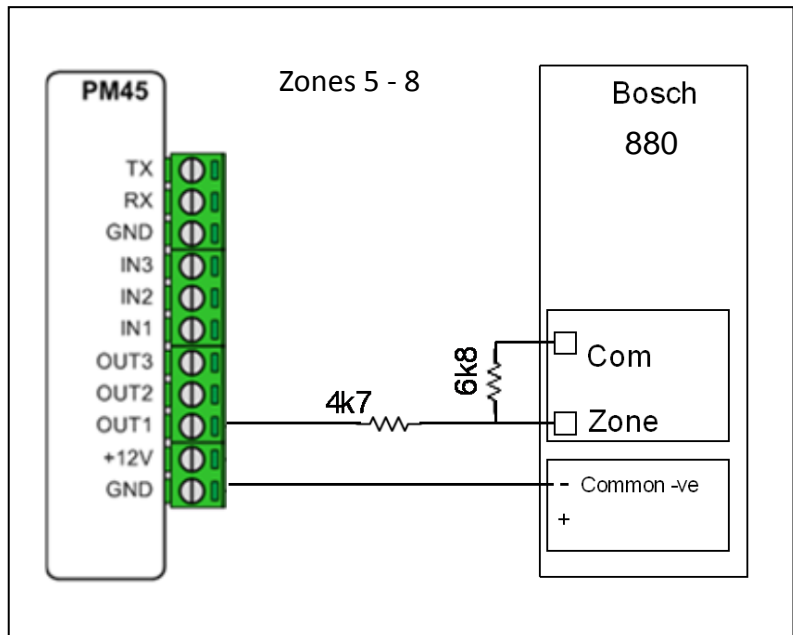 Zones 5 - 8
PM45
TX
RX
GND
IN3
IN2
IN1
OUT3
OUT2
OUT1
+12V
GND
4k7
6k8
Bosch
880
Com
Zone
- Common -ve
+